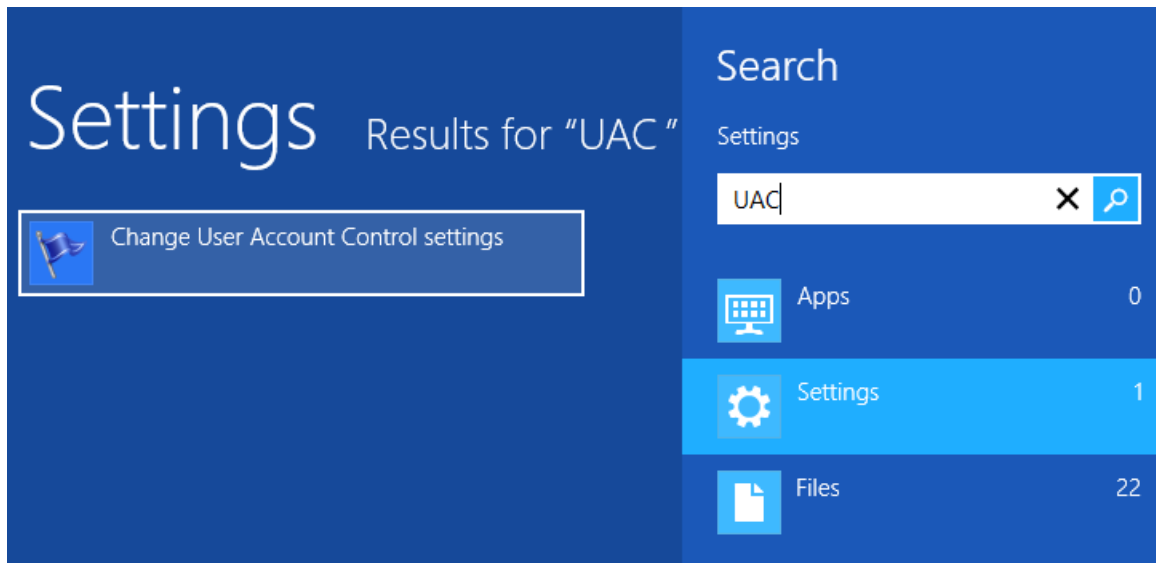 Settings Results for “UAC ”
Change User Account Control settings
Search
Settings
UAC
Apps 0
Settings 1
Files 22